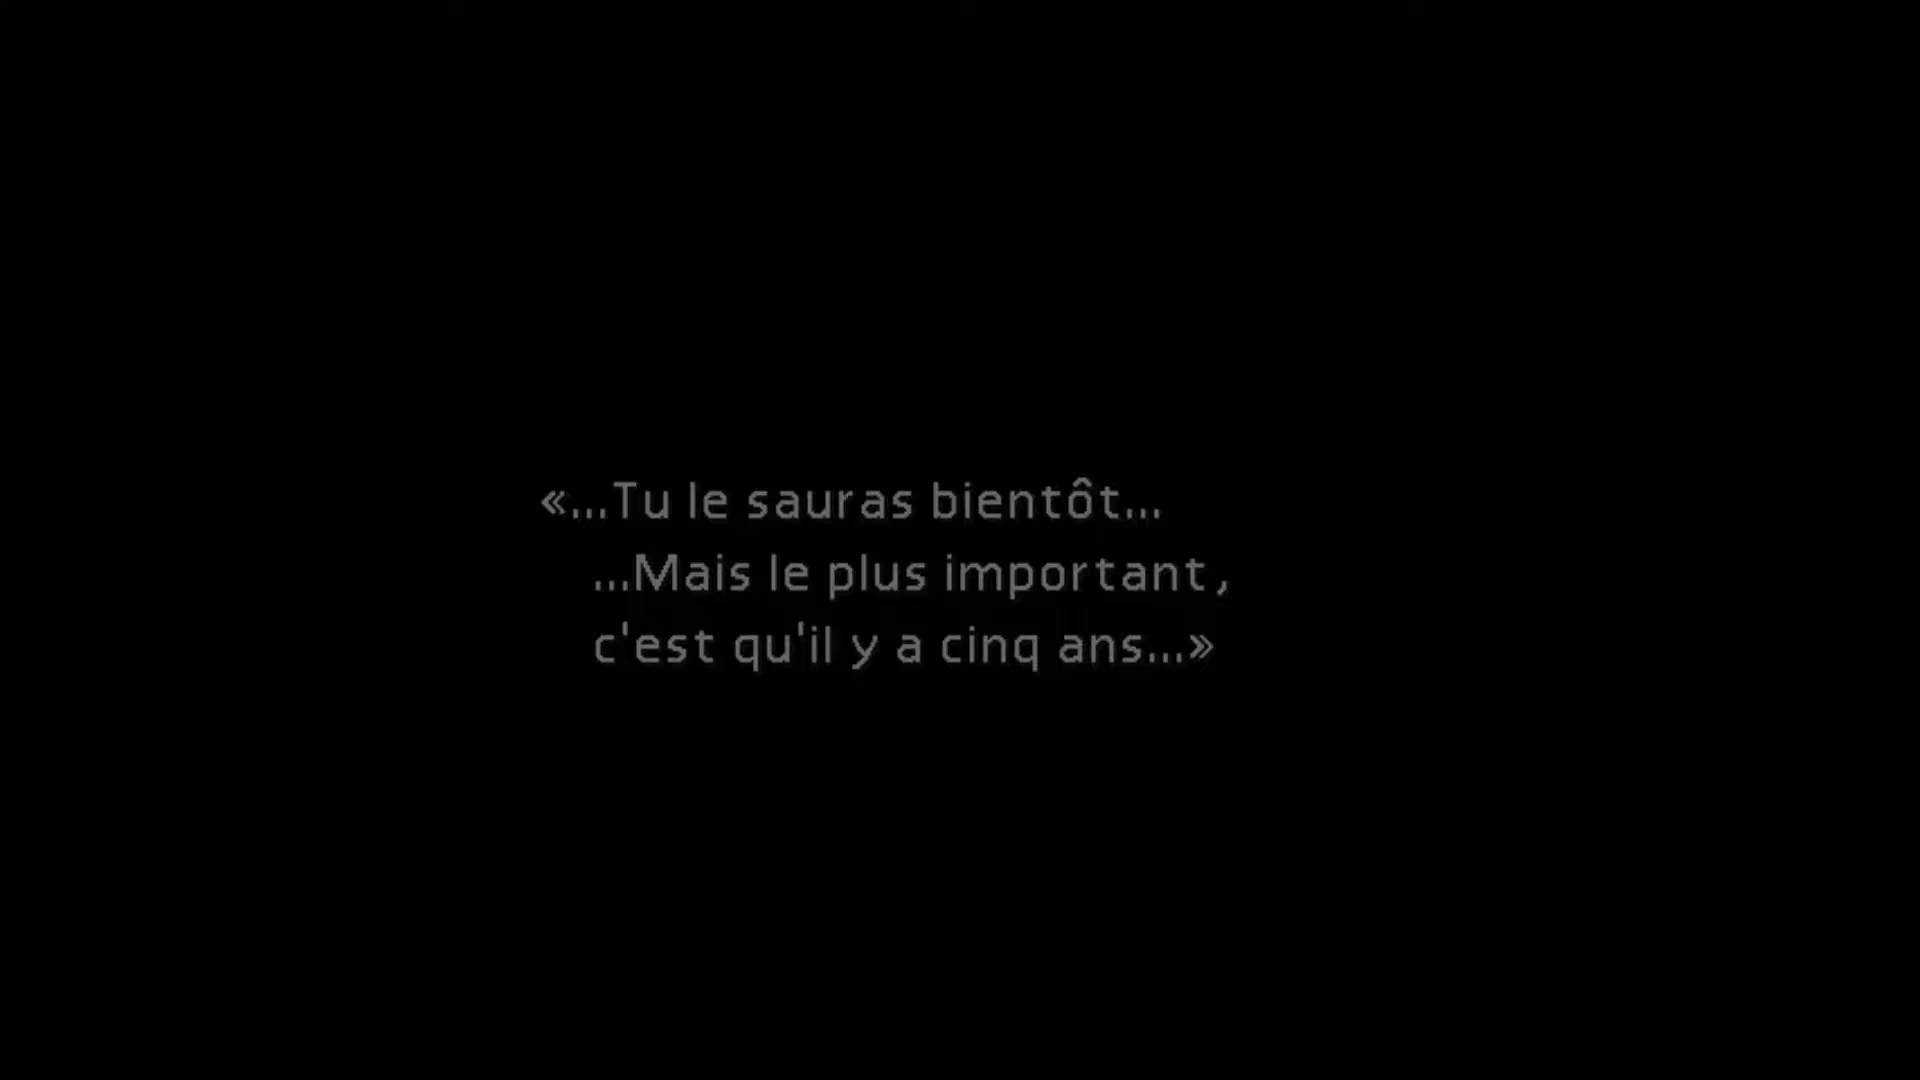 «...Tu le sauras bientôt...
...Mais le plus important,
c'est qu'il y a cinq ans...»